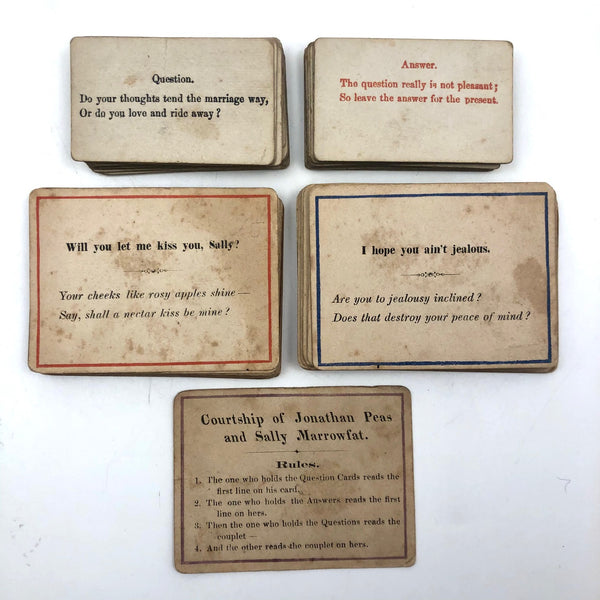 Question.
Do your thoughts tend the marriage way,
Or do you love and ride away?
Answer.
The question really is not pleasant;
So leave the answer for the present.
Will you let me kiss you, Sally?
Your cheeks like rosy apples shine—
Say, shall a nectar kiss be mine?
I hope you ain't jealous.
Are you to jealousy inclined?
Does that destroy your peace of mind?
Courtship of Jonathan Peas
and Sally Marrowfat.
Rules.
1. The one who holds the Question Cards reads the
first line on his card.
2. The one who holds the Answers reads the first
line on hers.
3. Then the one who holds the Questions reads the
couplet—
4. And the other reads the couplet on hers.